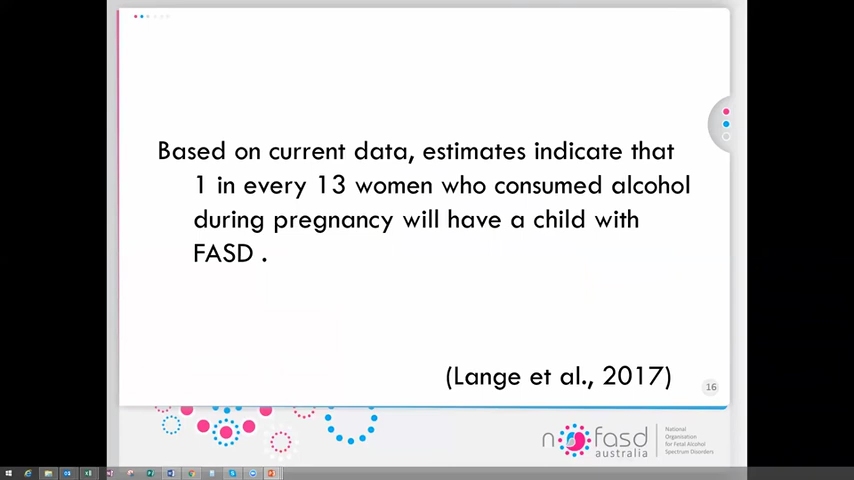 Based on current data, estimates indicate that
1 in every 13 women who consumed alcohol
during pregnancy will have a child with
FASD .
(Lange et al., 2017)
16
nofasd
australia
National
Organisation
for Fetal Alcohol
Spectrum Disorders